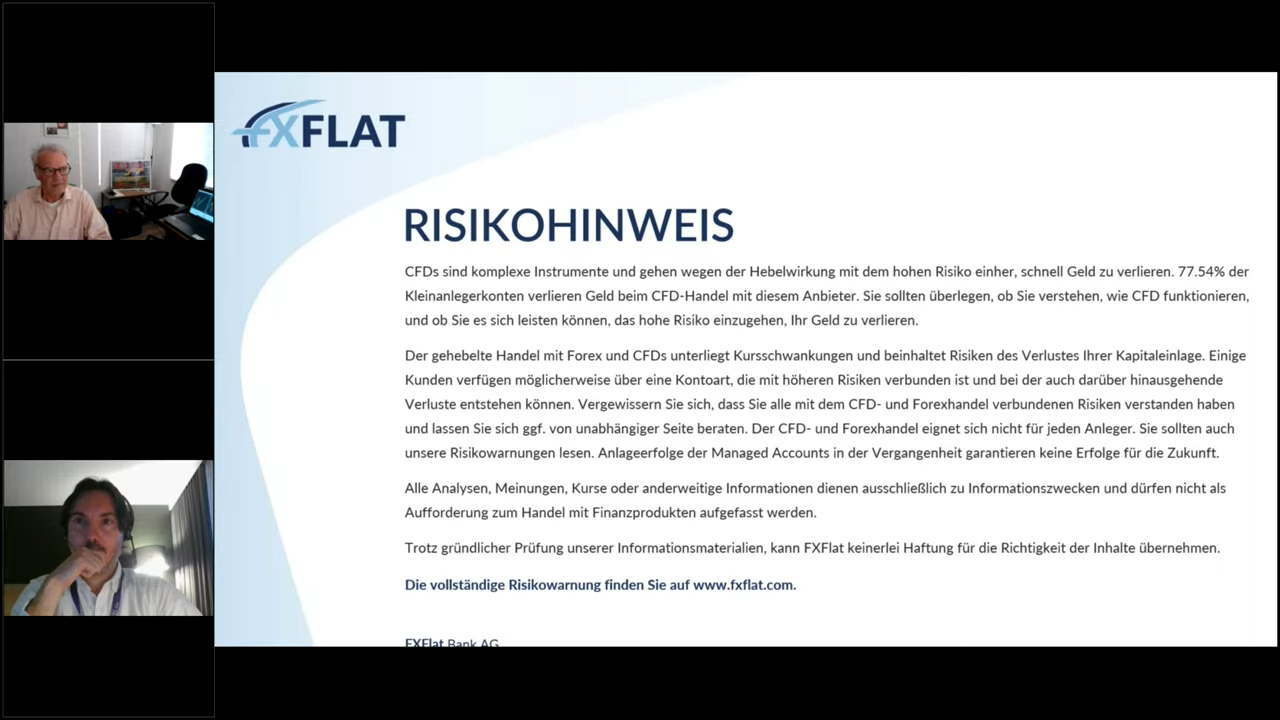 FXFLAT
RISIKOHINWEIS
CFDs sind komplexe Instrumente und gehen wegen der Hebelwirkung mit dem hohen Risiko einher, schnell Geld zu verlieren. 77.54% der
Kleinanlegerkonten verlieren Geld beim CFD-Handel mit diesem Anbieter. Sie sollten überlegen, ob Sie verstehen, wie CFD funktionieren,
und ob Sie es sich leisten können, das hohe Risiko einzugehen, Ihr Geld zu verlieren.
Der gehebelte Handel mit Forex und CFDs unterliegt Kursschwankungen und beinhaltet Risiken des Verlustes Ihrer Kapitaleinlage. Einige
Kunden verfügen möglicherweise über eine Kontoart, die mit höheren Risiken verbunden ist und bei der auch darüber hinausgehende
Verluste entstehen können. Vergewissern Sie sich, dass Sie alle mit dem CFD- und Forexhandel verbundenen Risiken verstanden haben
und lassen Sie sich ggf. von unabhängiger Seite beraten. Der CFD- und Forexhandel eignet sich nicht für jeden Anleger. Sie sollten auch
unsere Risikowarnungen lesen. Anlageerfolge der Managed Accounts in der Vergangenheit garantieren keine Erfolge für die Zukunft.
Alle Analysen, Meinungen, Kurse oder anderweitige Informationen dienen ausschließlich zu Informationszwecken und dürfen nicht als
Aufforderung zum Handel mit Finanzprodukten aufgefasst werden.
Trotz gründlicher Prüfung unserer Informationsmaterialien, kann FXFlat keinerlei Haftung für die Richtigkeit der Inhalte übernehmen.
Die vollständige Risikowarnung finden Sie auf www.fxflat.com.
FXFlat Bank AG